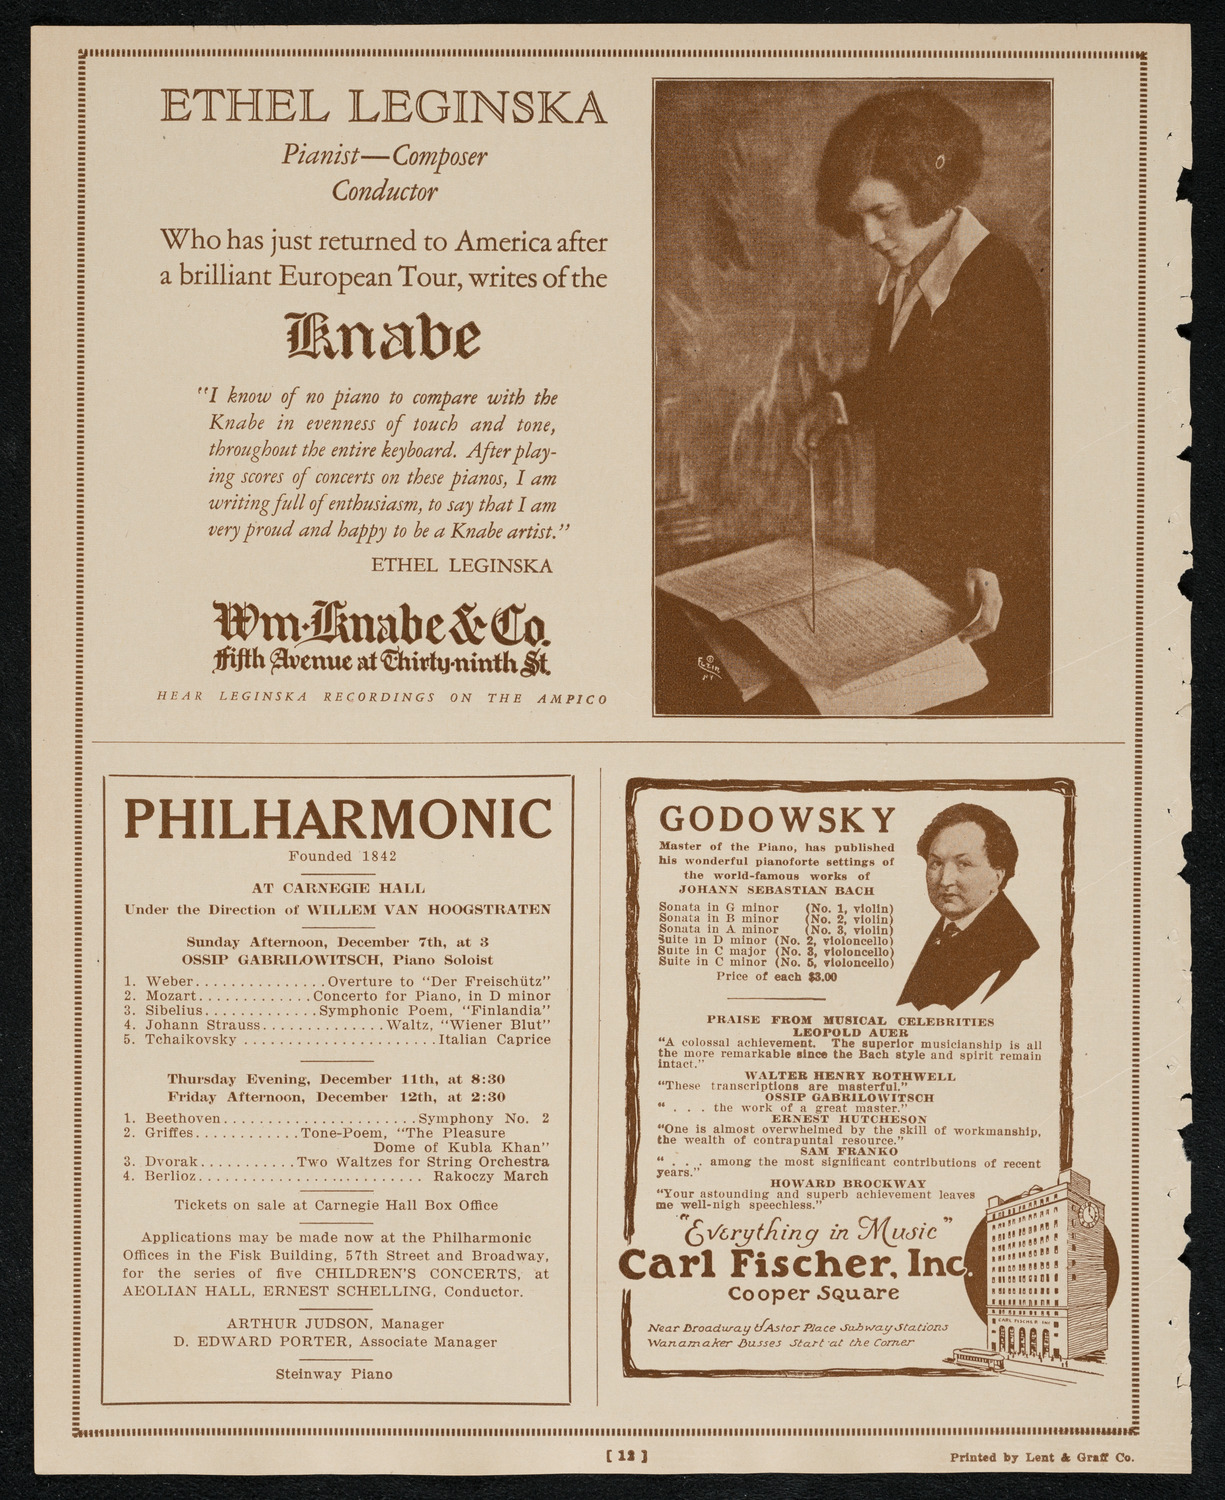 ETHEL LEGINSKA
Pianist—Composer
Conductor
Who has just returned to America after
a brilliant European Tour, writes of the
Knabe
“I know of no piano to compare with the
Knabe in evenness of touch and tone,
throughout the entire keyboard. After play-
ing scores of concerts on these pianos, I am
writing full of enthusiasm, to say that I am
very proud and happy to be a Knabe artist.”
ETHEL LEGINSKA
Wm. Knabe & Co.
Fifth Avenue at Thirty-ninth St.
HEAR LEGINSKA RECORDINGS ON THE AMPICO
PHILHARMONIC
Founded 1842
AT CARNEGIE HALL
Under the Direction of WILLEM VAN HOOGSTRATEN
Sunday Afternoon, December 7th, at 3
OSSIP GABRILOWITSCH, Piano Soloist
1. Weber...............Overture to “Der Freischütz”
2. Mozart.............Concerto for Piano, in D minor
3. Sibelius.............Symphonic Poem, “Finlandia”
4. Johann Strauss..............Waltz, “Wiener Blut”
5. Tchaikovsky ......................Italian Caprice
Thursday Evening, December 11th, at 8:30
Friday Afternoon, December 12th, at 2:30
1. Beethoven......................Symphony No. 2
2. Griffes............Tone-Poem, “The Pleasure
Dome of Kubla Khan”
3. Dvorak...........Two Waltzes for String Orchestra
4. Berlioz.......................... Rakoczy March
Tickets on sale at Carnegie Hall Box Office
Applications may be made now at the Philharmonic
Offices in the Fisk Building, 57th Street and Broadway,
for the series of five CHILDREN'S CONCERTS, at
AEOLIAN HALL, ERNEST SCHELLING, Conductor.
ARTHUR JUDSON, Manager
D. EDWARD PORTER, Associate Manager
Steinway Piano
GODOWSKY
Master of the Piano, has published
his wonderful pianoforte settings of
the world-famous works of
JOHANN SEBASTIAN BACH
Sonata in G minor (No. 1, violin)
Sonata in B minor (No. 2, violin)
Sonata in A minor (No. 3, violin)
Suite in D minor (No. 2, violoncello)
Suite in C major (No. 3, violoncello)
Suite in C minor (No. 5, violoncello)
Price of each $3.00
PRAISE FROM MUSICAL CELEBRITIES
LEOPOLD AUER
“A colossal achievement. The superior musicianship is all
the more remarkable since the Bach style and spirit remain
intact.”
WALTER HENRY ROTHWELL
“These transcriptions are masterful.”
OSSIP GABRILOWITSCH
“ . . . the work of a great master.”
ERNEST HUTCHESON
“One is almost overwhelmed by the skill of workmanship,
the wealth of contrapuntal resource.”
SAM FRANKO
“ . . . among the most significant contributions of recent
years.”
HOWARD BROCKWAY
“Your astounding and superb achievement leaves
me well-nigh speechless.”
“Everything in Music”
Carl Fischer, Inc.
Cooper Square
CARL FISCHER INC
Near Broadway & Astor Place Subway Stations
Wanamaker Busses Start at the Corner
[ 12 ]
Printed by Lent & Graff Co.